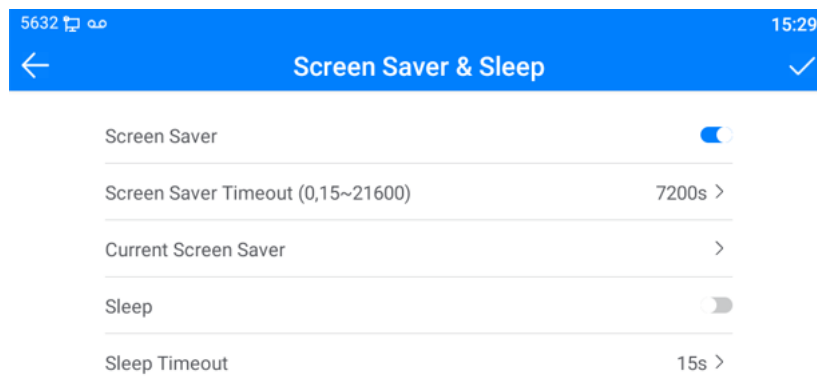 5632 15:29
Screen Saver & Sleep
Screen Saver
Screen Saver Timeout (0,15~21600) 7200s
Current Screen Saver
Sleep
Sleep Timeout 15s